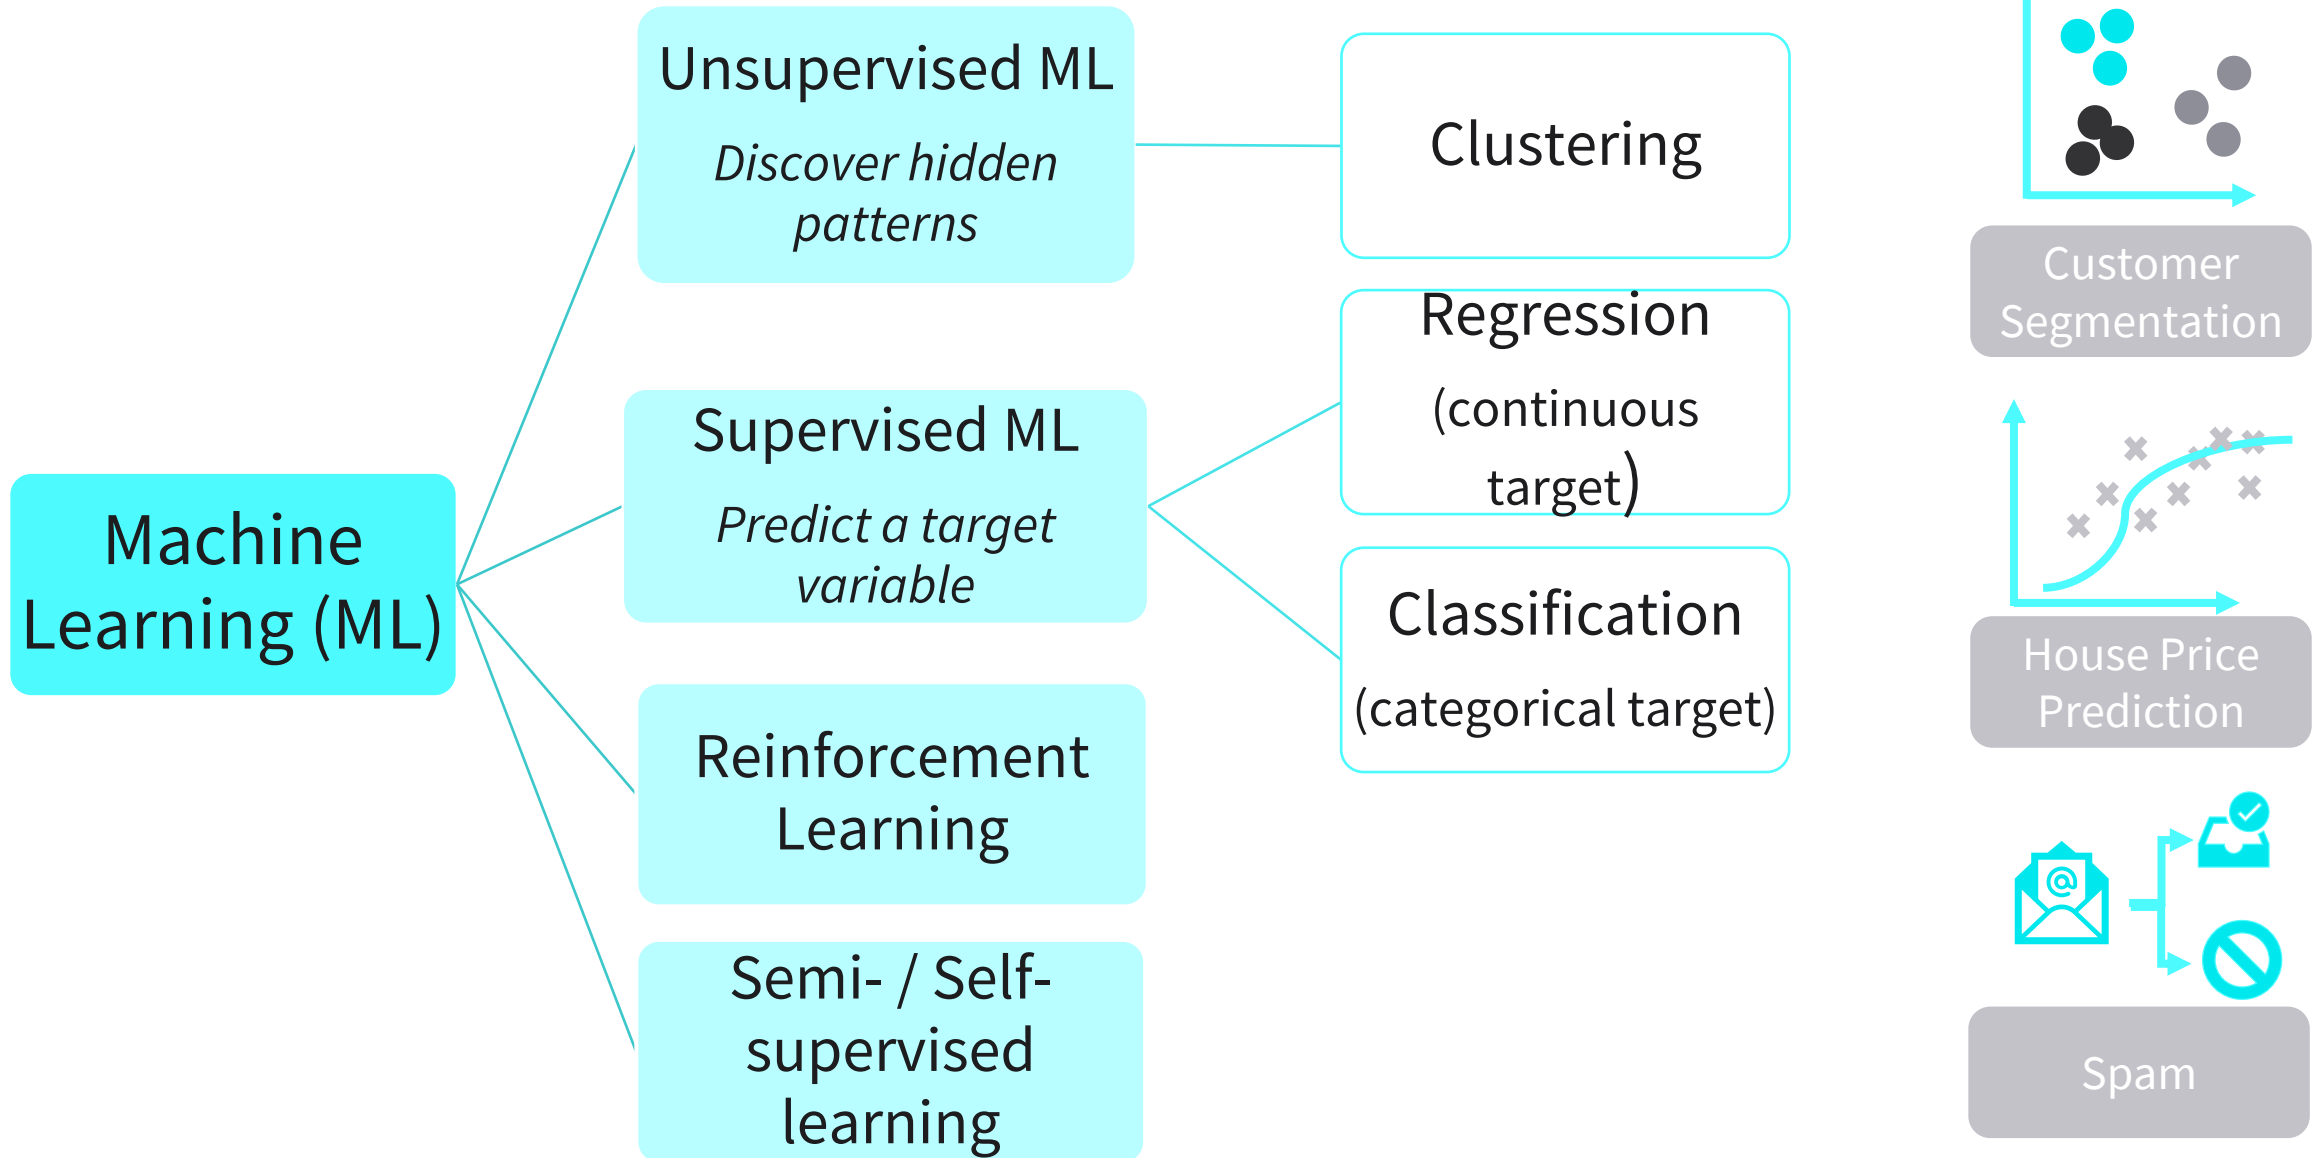 Machine
Learning (ML)
Unsupervised ML
Discover hidden
patterns
Supervised ML
Predict a target
variable
Reinforcement
Learning
Semi- / Self-
supervised
learning
Clustering
Regression
(continuous
target)
Classification
(categorical target)
Customer
Segmentation
House Price
Prediction
@
Spam